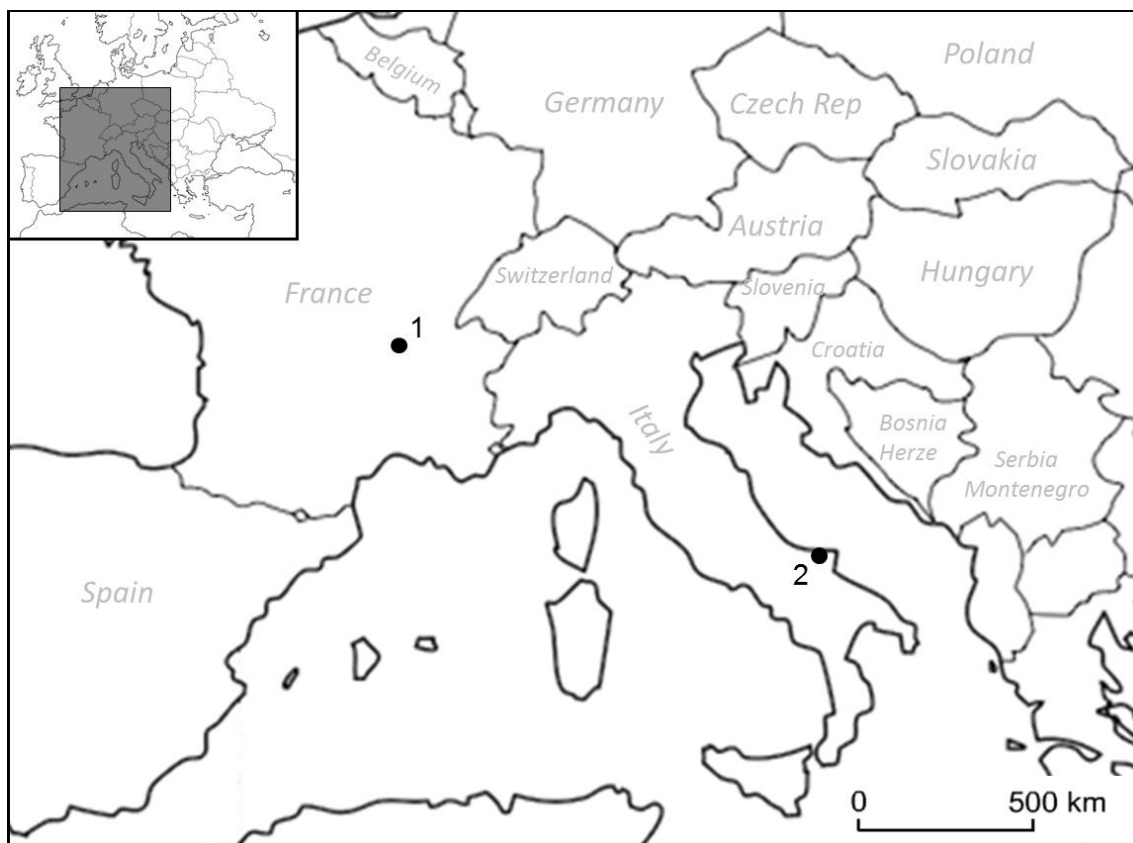 Belgium
Poland
Germany
Czech Rep
Slovakia
Austria
Switzerland
Slovenia
Hungary
France
1
Croatia
Italy
Bosnia
Herze
Serbia
Montenegro
2
Spain
0
500 km